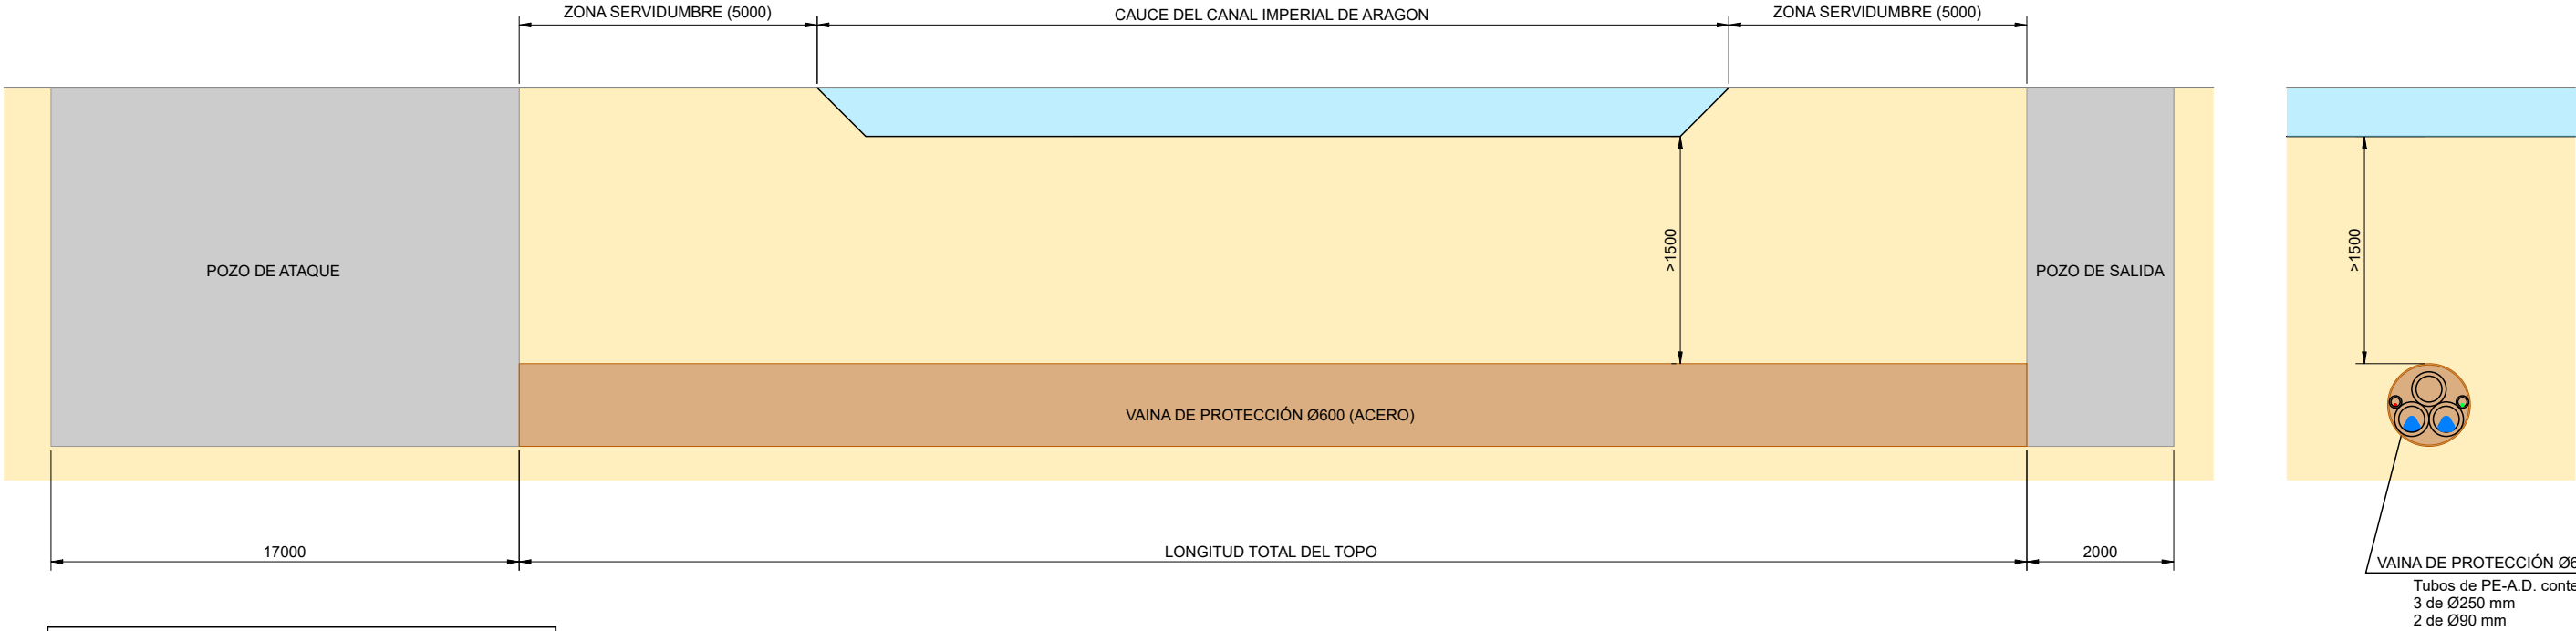 ZONA SERVIDUMBRE (5000)
CAUCE DEL CANAL IMPERIAL DE ARAGON
ZONA SERVIDUMBRE (5000)
>1500
>1500
POZO DE ATAQUE
POZO DE SALIDA
VAINA DE PROTECCIÓN Ø600 (ACERO)
17000
LONGITUD TOTAL DEL TOPO
2000
VAINA DE PROTECCIÓN
Tubos de PE-A.D.
3 de Ø250 mm
2 de Ø90 mm